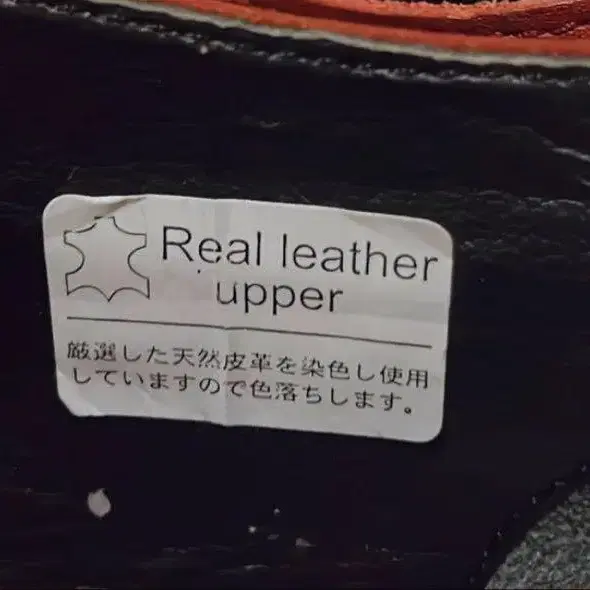 Real leather
upper
厳選した天然皮革を染色し使用
していますので色落ちします。